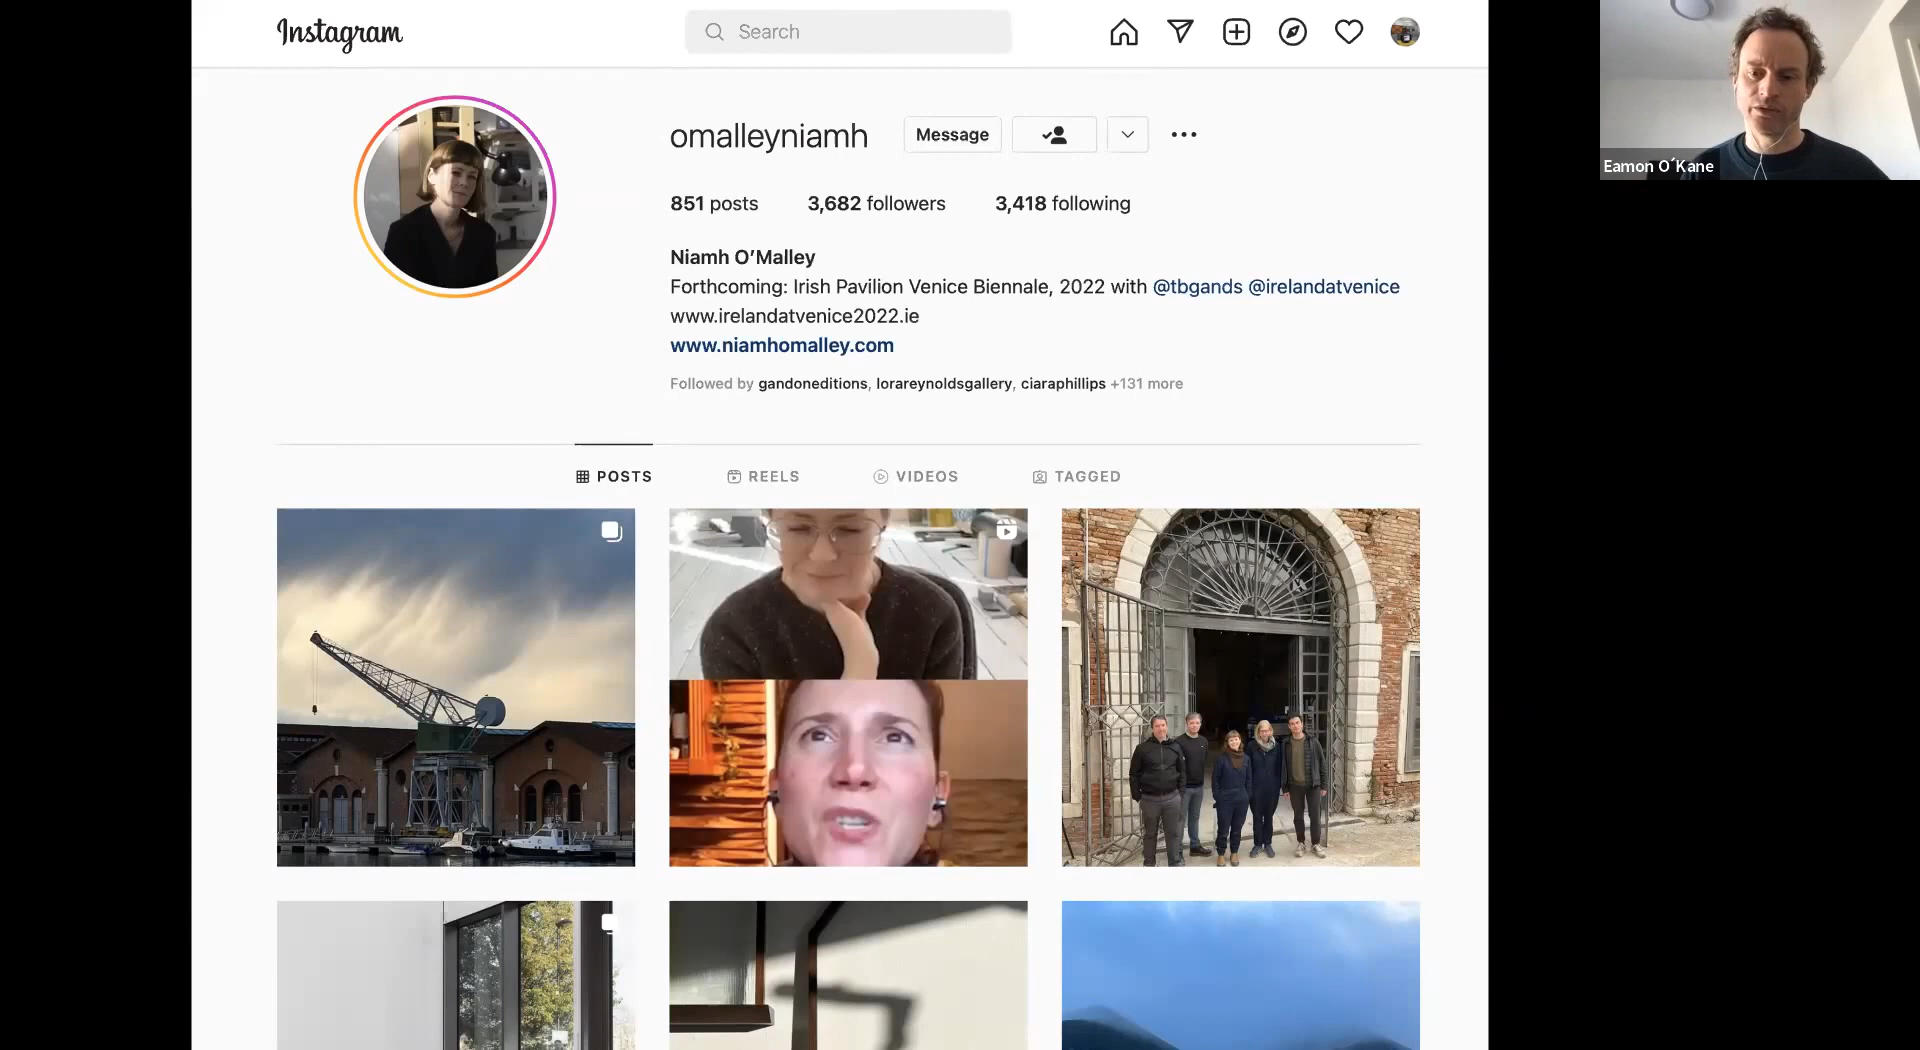 Instagram
Search
omalleyniamh
Message
851 posts 3,682 followers 3,418 following
Niamh O’Malley
Forthcoming: Irish Pavilion Venice Biennale, 2022 with @tbgands @irelandatvenice
www.irelandatvenice2022.ie
www.niamhomalley.com
Followed by gandoneditions, lorareynoldsgallery, ciaraphillips +131 more
POSTS REELS VIDEOS TAGGED
Eamon O´Kane